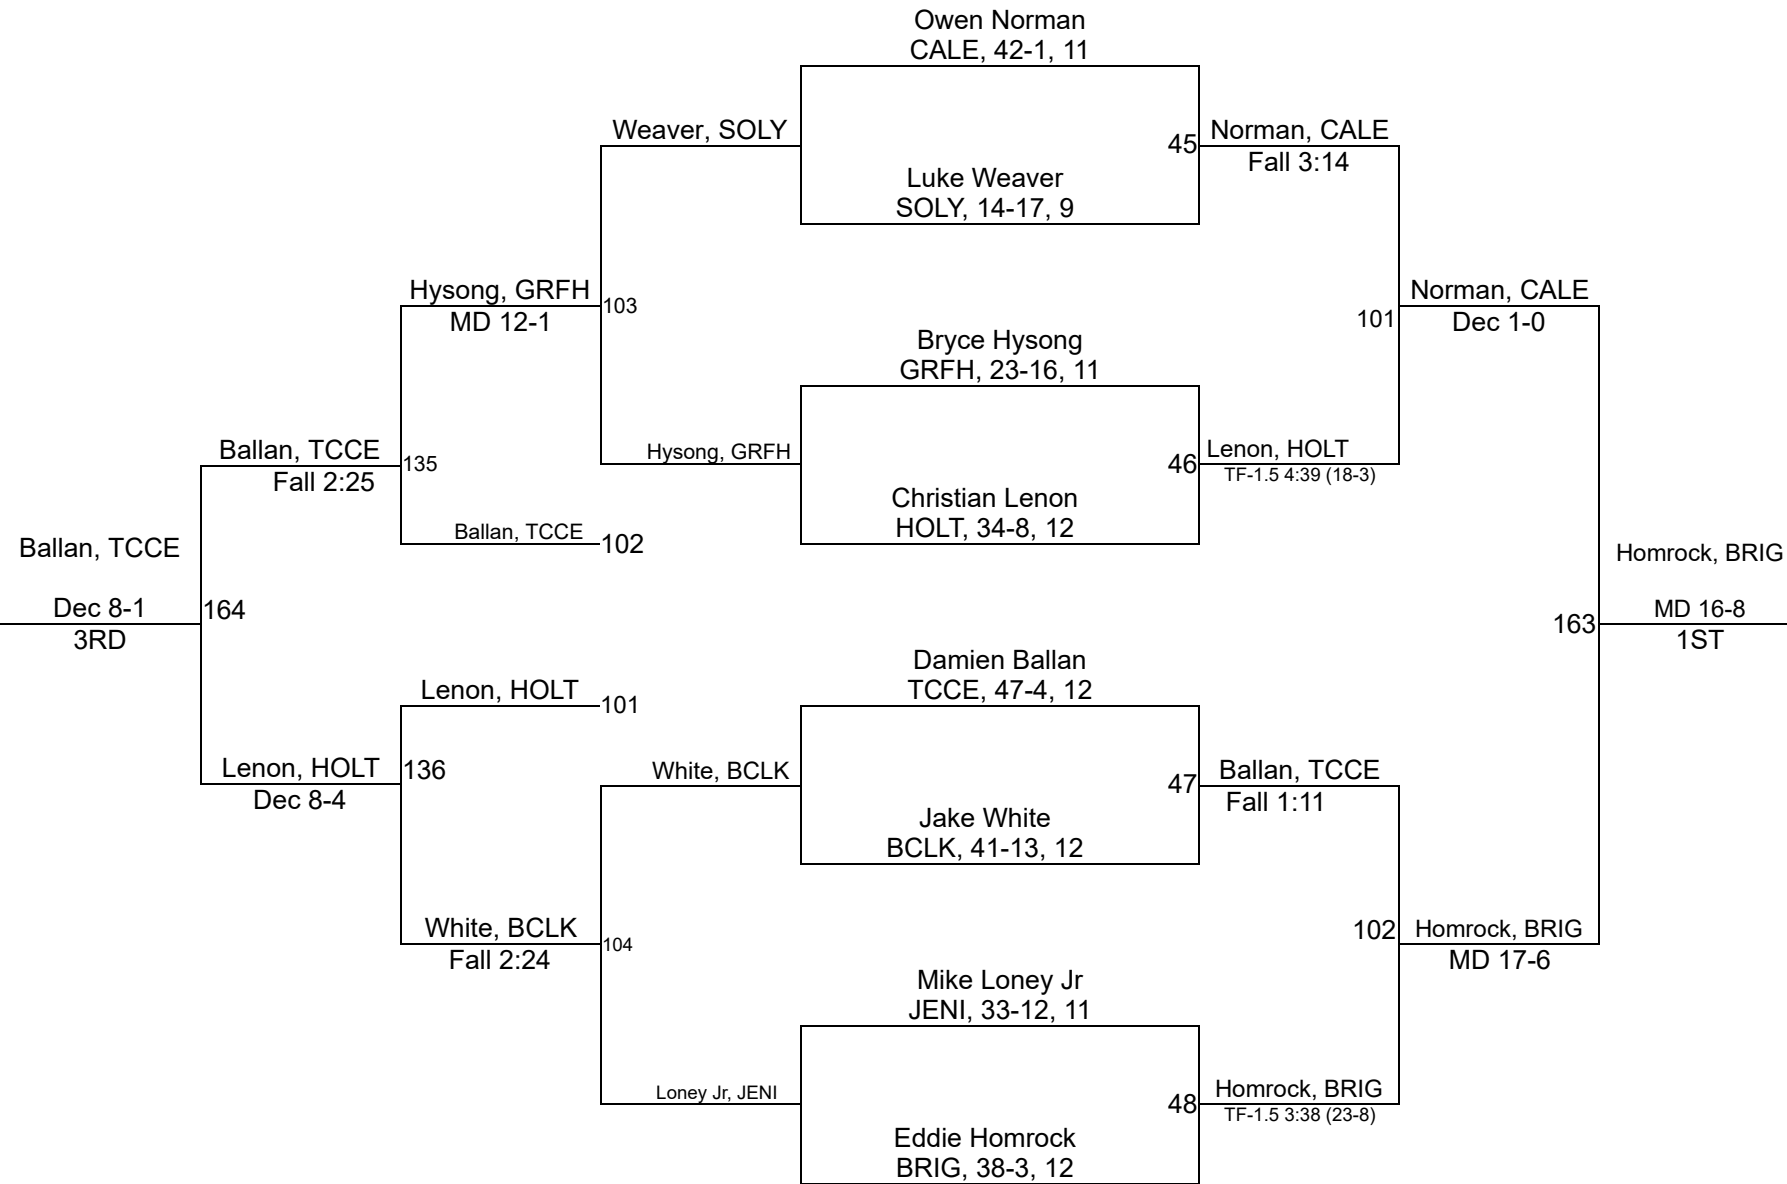 Owen Norman
CALE, 42-1, 11
Weaver, SOLY
45
Norman, CALE
Fall 3:14
Luke Weaver
SOLY, 14-17, 9
Hysong, GRFH
MD 12-1
103
Norman, CALE
Dec 1-0
101
Bryce Hysong
GRFH, 23-16, 11
Ballan, TCCE
Fall 2:25
135
Hysong, GRFH
46
Lenon, HOLT
TF-1.5 4:39 (18-3)
Christian Lenon
HOLT, 34-8, 12
Ballan, TCCE
102
Ballan, TCCE
Dec 8-1
3RD
164
Homrock, BRIG
MD 16-8
1ST
163
Damien Ballan
TCCE, 47-4, 12
Lenon, HOLT
101
Lenon, HOLT
Dec 8-4
136
White, BCLK
47
Ballan, TCCE
Fall 1:11
Jake White
BCLK, 41-13, 12
White, BCLK
Fall 2:24
104
102
Homrock, BRIG
MD 17-6
Mike Loney Jr
JENI, 33-12, 11
Loney Jr, JENI
48
Homrock, BRIG
TF-1.5 3:38 (23-8)
Eddie Homrock
BRIG, 38-3, 12